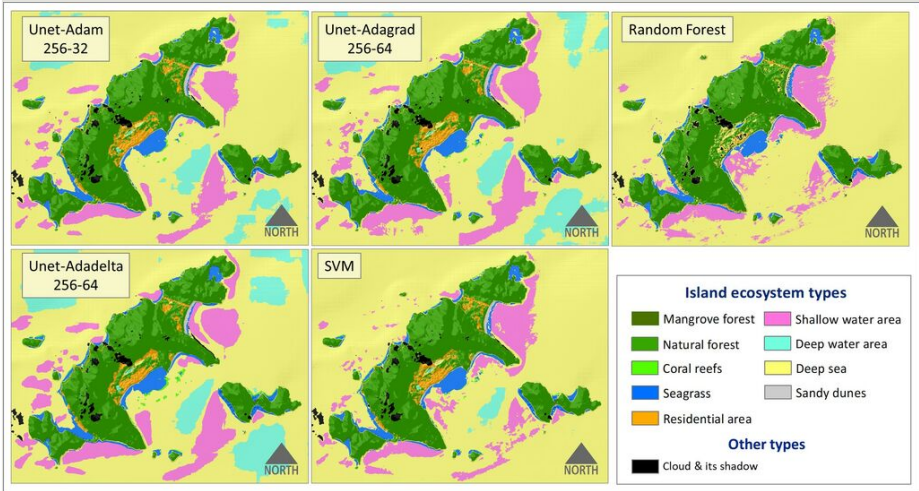 Unet-Adam
256-32
NORTH
Unet-Adagrad
256-64
NORTH
Random Forest
NORTH
Unet-Adadelta
256-64
NORTH
SVM
NORTH
Island ecosystem types
Mangrove forest
Natural forest
Coral reefs
Seagrass
Residential area
Shallow water area
Deep water area
Deep sea
Sandy dunes
Other types
Cloud & its shadow